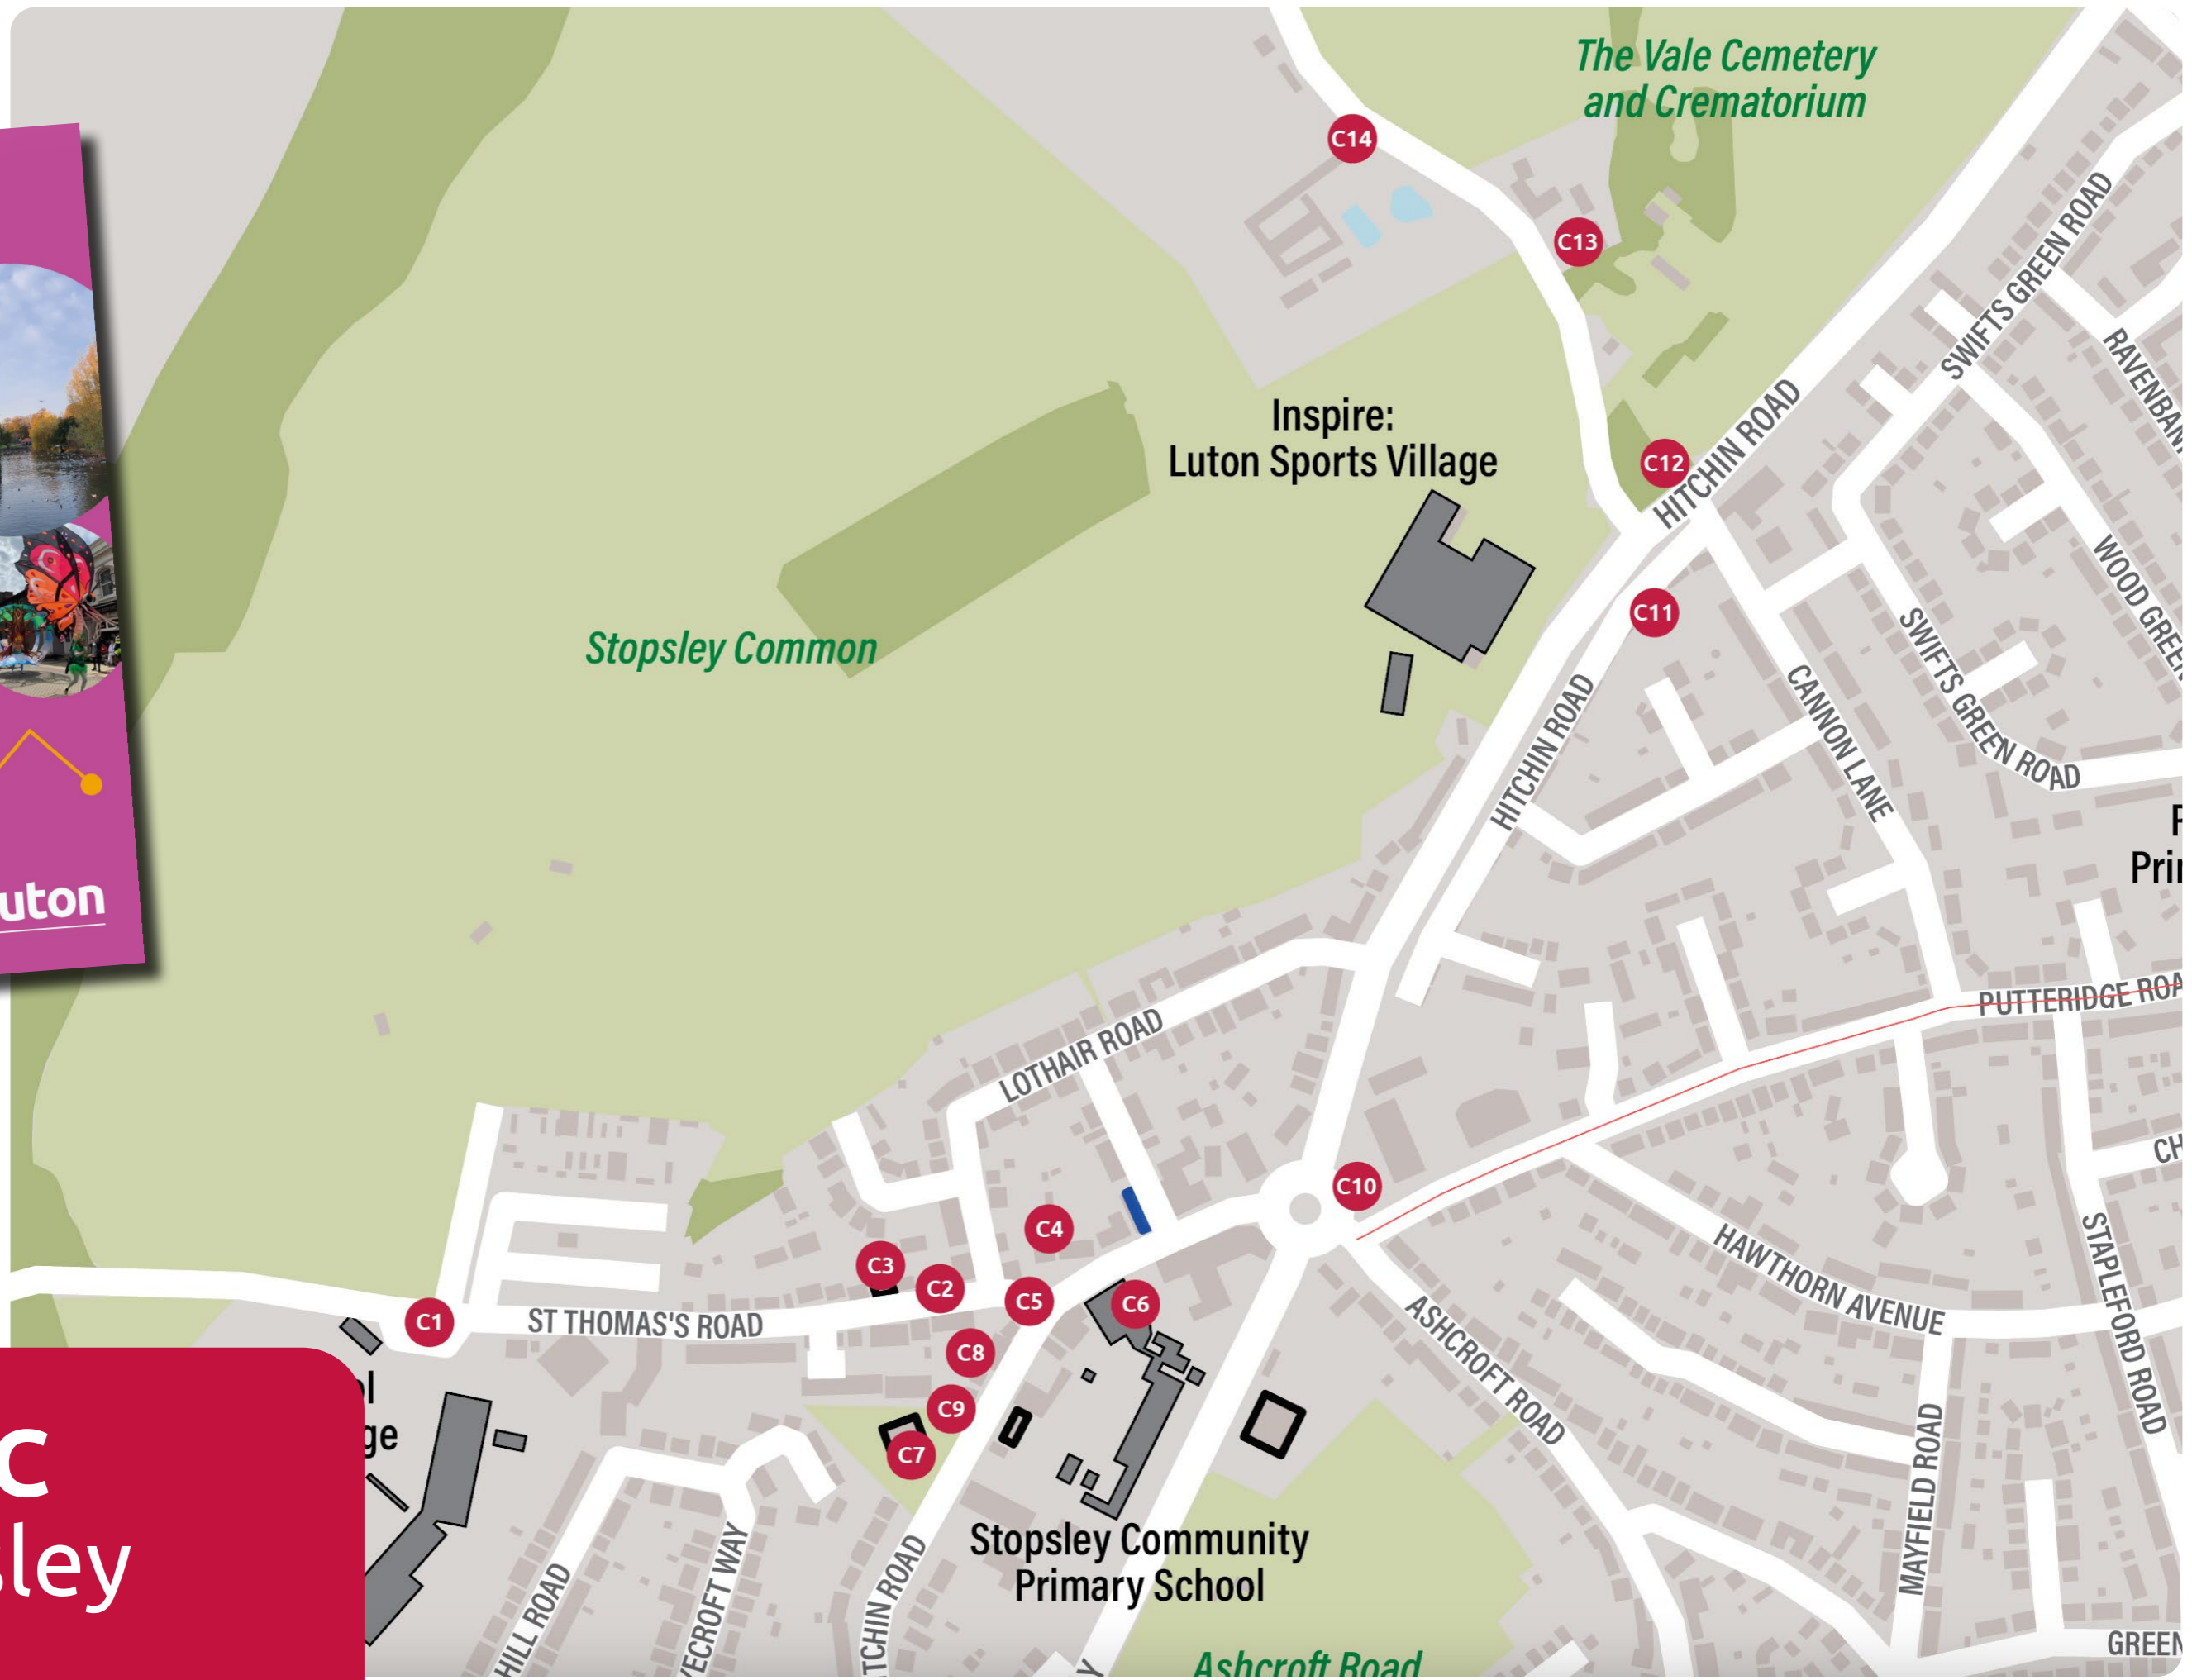 The Vale Cemetery
and Crematorium
C14
C13
SWIFTS GREEN ROAD
Inspire:
Luton Sports Village
HITCHIN ROAD
C12
C11
Stopsley Common
SWIFTS GREEN ROAD
CANNON LANE
HITCHIN ROAD
uton
LOTHAIR ROAD
C10
C4
C3
C2
C5
C6
C1
ST THOMAS'S ROAD
C8
C9
C7
HAWTHORN AVENUE
STAPLEFORD ROAD
ASHCROFT ROAD
MAYFIELD ROAD
ge
C
sley
Stopsley Community
Primary School
HILL ROAD
Ashcroft Road
GREEN